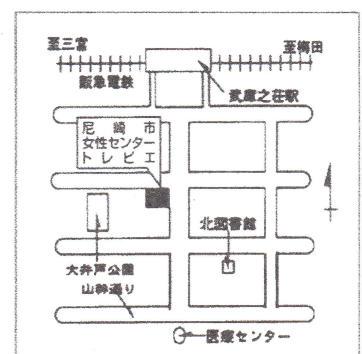 至三宮
至梅田
阪急電鉄
武庫之荘駅
尼崎市
女性センター
トレピエ
北図書館
大井戸公園
山幹通り
医療センター